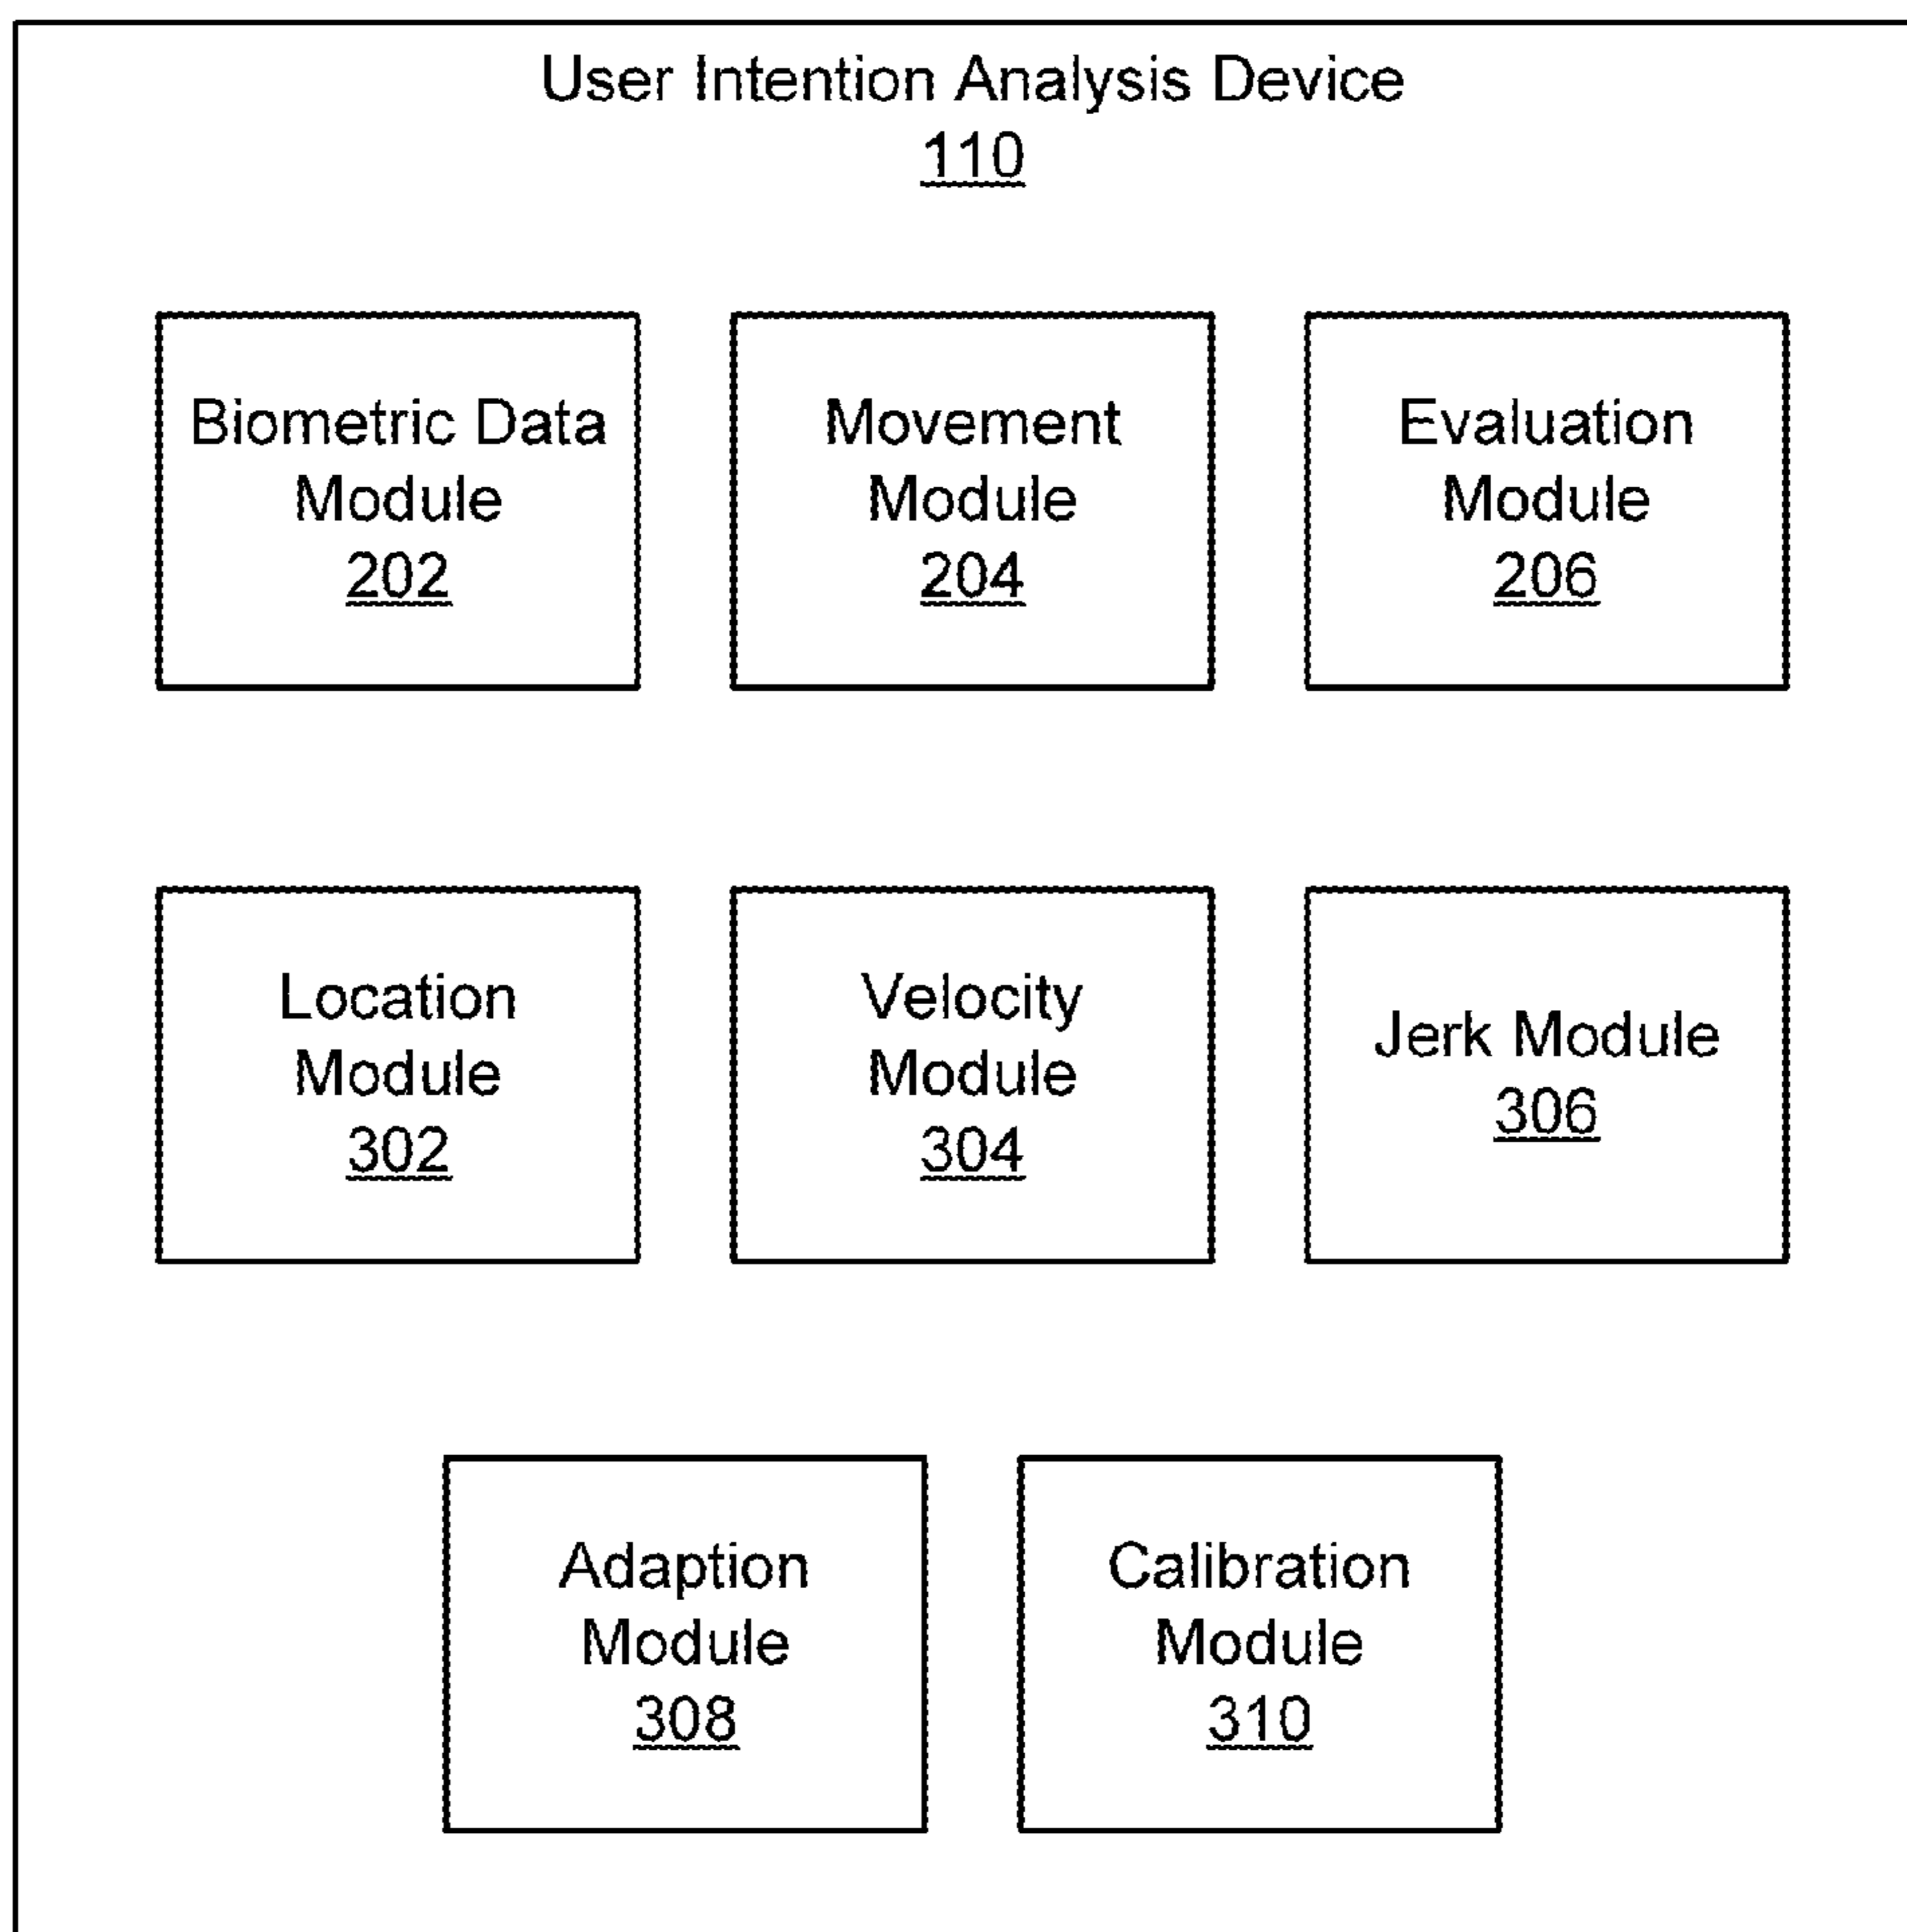 User Intention Analysis Device
110
Biometric Data
Module
202
Movement
Module
204
Evaluation
Module
206
Location
Module
302
Velocity
Module
304
Jerk Module
306
Adaption
Module
308
Calibration
Module
310